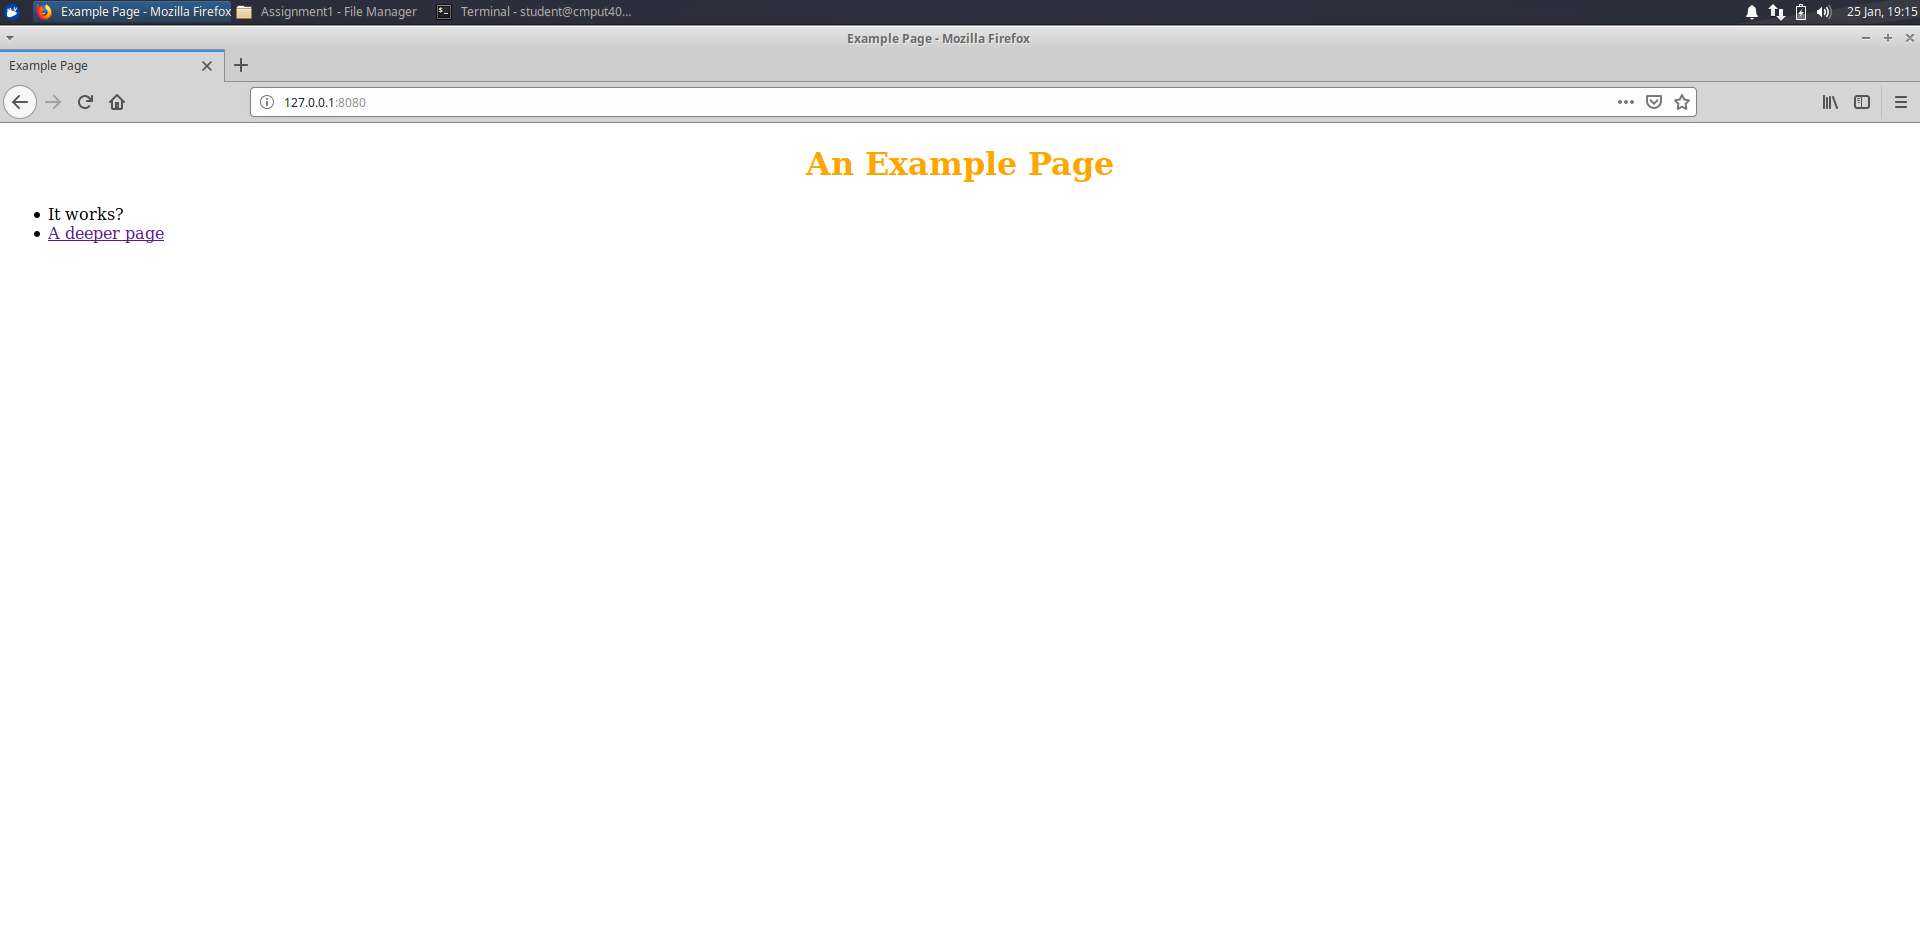 Example Page - Mozilla Firefox Assignment1 - File Manager Terminal - student@cmput40... 25 Jan, 19:15
Example Page - Mozilla Firefox
Example Page
127.0.0.1:8080
An Example Page
It works?
A deeper page